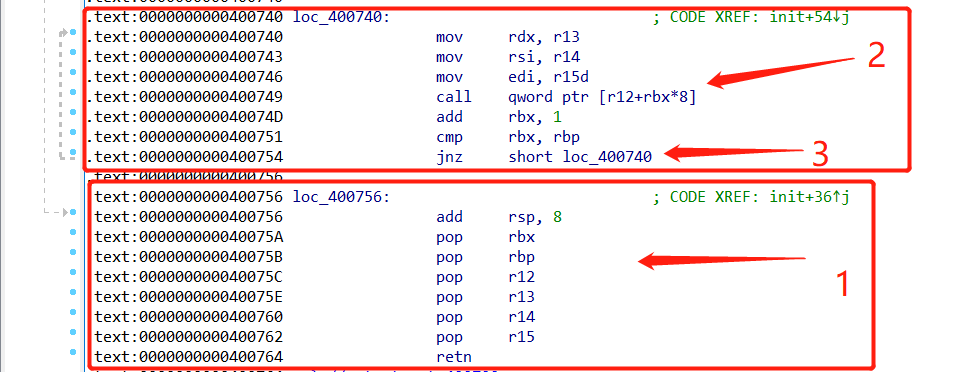 .text:0000000000400740 loc_400740: ; CODE XREF: init+54↓j
.text:0000000000400740 mov rdx, r13
.text:0000000000400743 mov rsi, r14
.text:0000000000400746 mov edi, r15d
.text:0000000000400749 call qword ptr [r12+rbx*8]
2
.text:000000000040074D add rbx, 1
.text:0000000000400751 cmp rbx, rbp
.text:0000000000400754 jnz short loc_400740
3
.text:0000000000400756
text:0000000000400756 loc_400756: ; CODE XREF: init+36↑j
text:0000000000400756 add rsp, 8
text:000000000040075A pop rbx
text:000000000040075B pop rbp
text:000000000040075C pop r12
1
text:000000000040075E pop r13
text:0000000000400760 pop r14
text:0000000000400762 pop r15
text:0000000000400764 retn